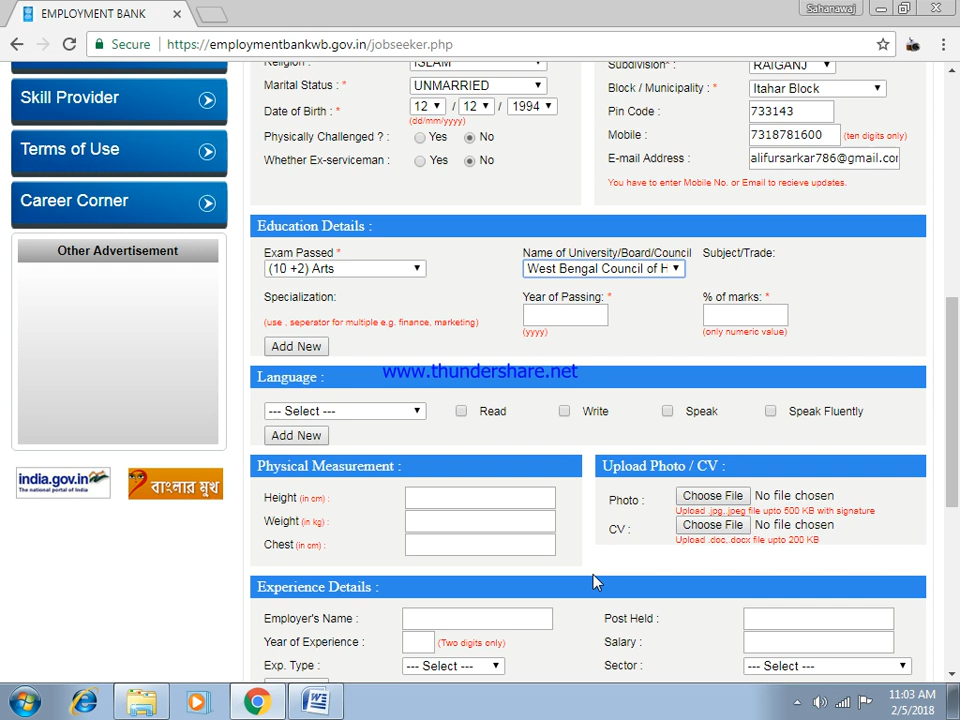 EMPLOYMENT BANK
Sahanawaj
Secure https://employmentbankwb.gov.in/jobseeker.php
Skill Provider
Terms of Use
Career Corner
Other Advertisement
india.gov.in
The national portal of India
বাংলার মুখ
Religion : * ISLAM
Marital Status : * UNMARRIED
Date of Birth : * 12 / 12 / 1994
(dd/mm/yyyy)
Physically Challenged ? : Yes No
Whether Ex-serviceman : Yes No
Subdivision* : RAIGANJ
Block / Municipality : * Itahar Block
Pin Code : 733143
Mobile : 7318781600 (ten digits only)
E-mail Address : alifursarkar786@gmail.cor
You have to enter Mobile No. or Email to recieve updates.
Education Details :
Exam Passed * Name of University/Board/Council Subject/Trade:
(10 +2) Arts West Bengal Council of H
Specialization: Year of Passing: * % of marks: *
(use , seperator for multiple e.g. finance, marketing) (yyyy) (only numeric value)
Add New
www.thundershare.net
Language :
--- Select --- Read Write Speak Speak Fluently
Add New
Physical Measurement :
Height (in cm) :
Weight (in kg) :
Chest (in cm) :
Upload Photo / CV :
Photo : Choose File No file chosen
Upload .jpg,.jpeg file upto 500 KB with signature
CV : Choose File No file chosen
Upload .doc,.docx file upto 200 KB
Experience Details :
Employer's Name : Post Held :
Year of Experience : (Two digits only) Salary :
Exp. Type : --- Select --- Sector : --- Select ---
11:03 AM
2/5/2018